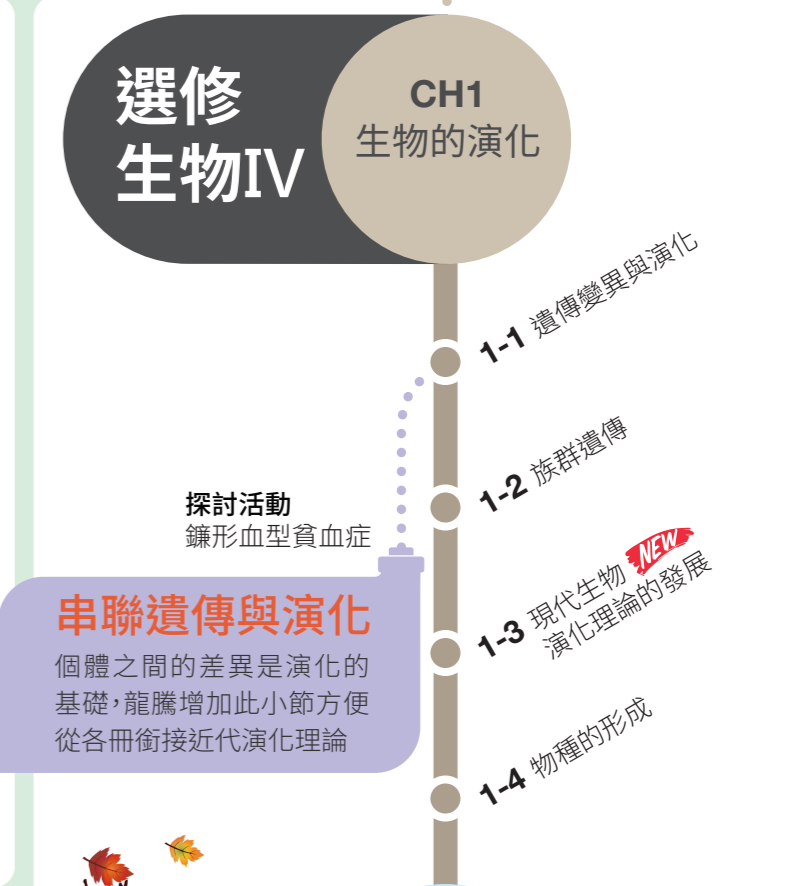 選修
生物IV
CH1
生物的演化
1-1 遺傳變異與演化
1-2 族群遺傳
探討活動
鐮形血型貧血症
NEW
1-3 現代生物
演化理論的發展
串聯遺傳與演化
個體之間的差異是演化的
基礎，龍騰增加此小節方便
從各冊銜接近代演化理論
1-4 物種的形成